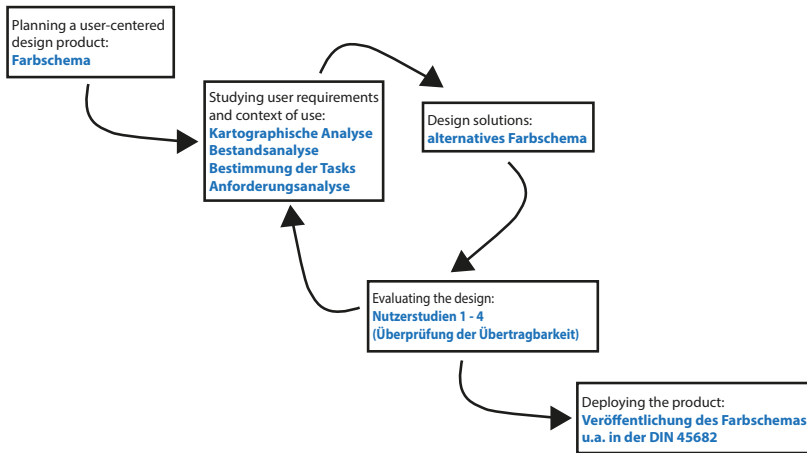 Planning a user-centered
design product:
Farbschema
Studying user requirements
and context of use:
Kartographische Analyse
Bestandsanalyse
Bestimmung der Tasks
Anforderungsanalyse
Design solutions:
alternatives Farbschema
Evaluating the design:
Nutzerstudien 1 - 4
(Überprüfung der Übertragbarkeit)
Deploying the product:
Veröffentlichung des Farbschemas
u.a. in der DIN 45682